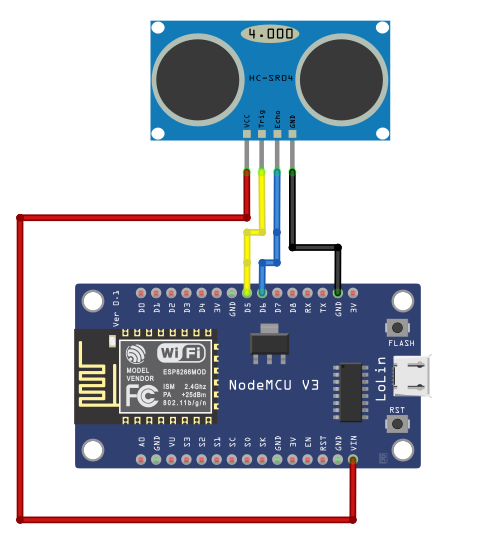 4.000
HC-SR04
VCC Trig Echo GND
Ver 0.1
D0 D1 D2 D3 D4 3V GND D5 D6 D7 D8 RX TX GND 3V
FLASH
WiFi
MODEL ESP8266MOD
VENDOR
ISM 2.4Ghz
PA +25dBm
802.11b/g/n
FC
NodeMCU V3
LoLin
RST
A0 GND VU S3 S2 S1 SC S0 SK GND 3V EN RST GND VIN